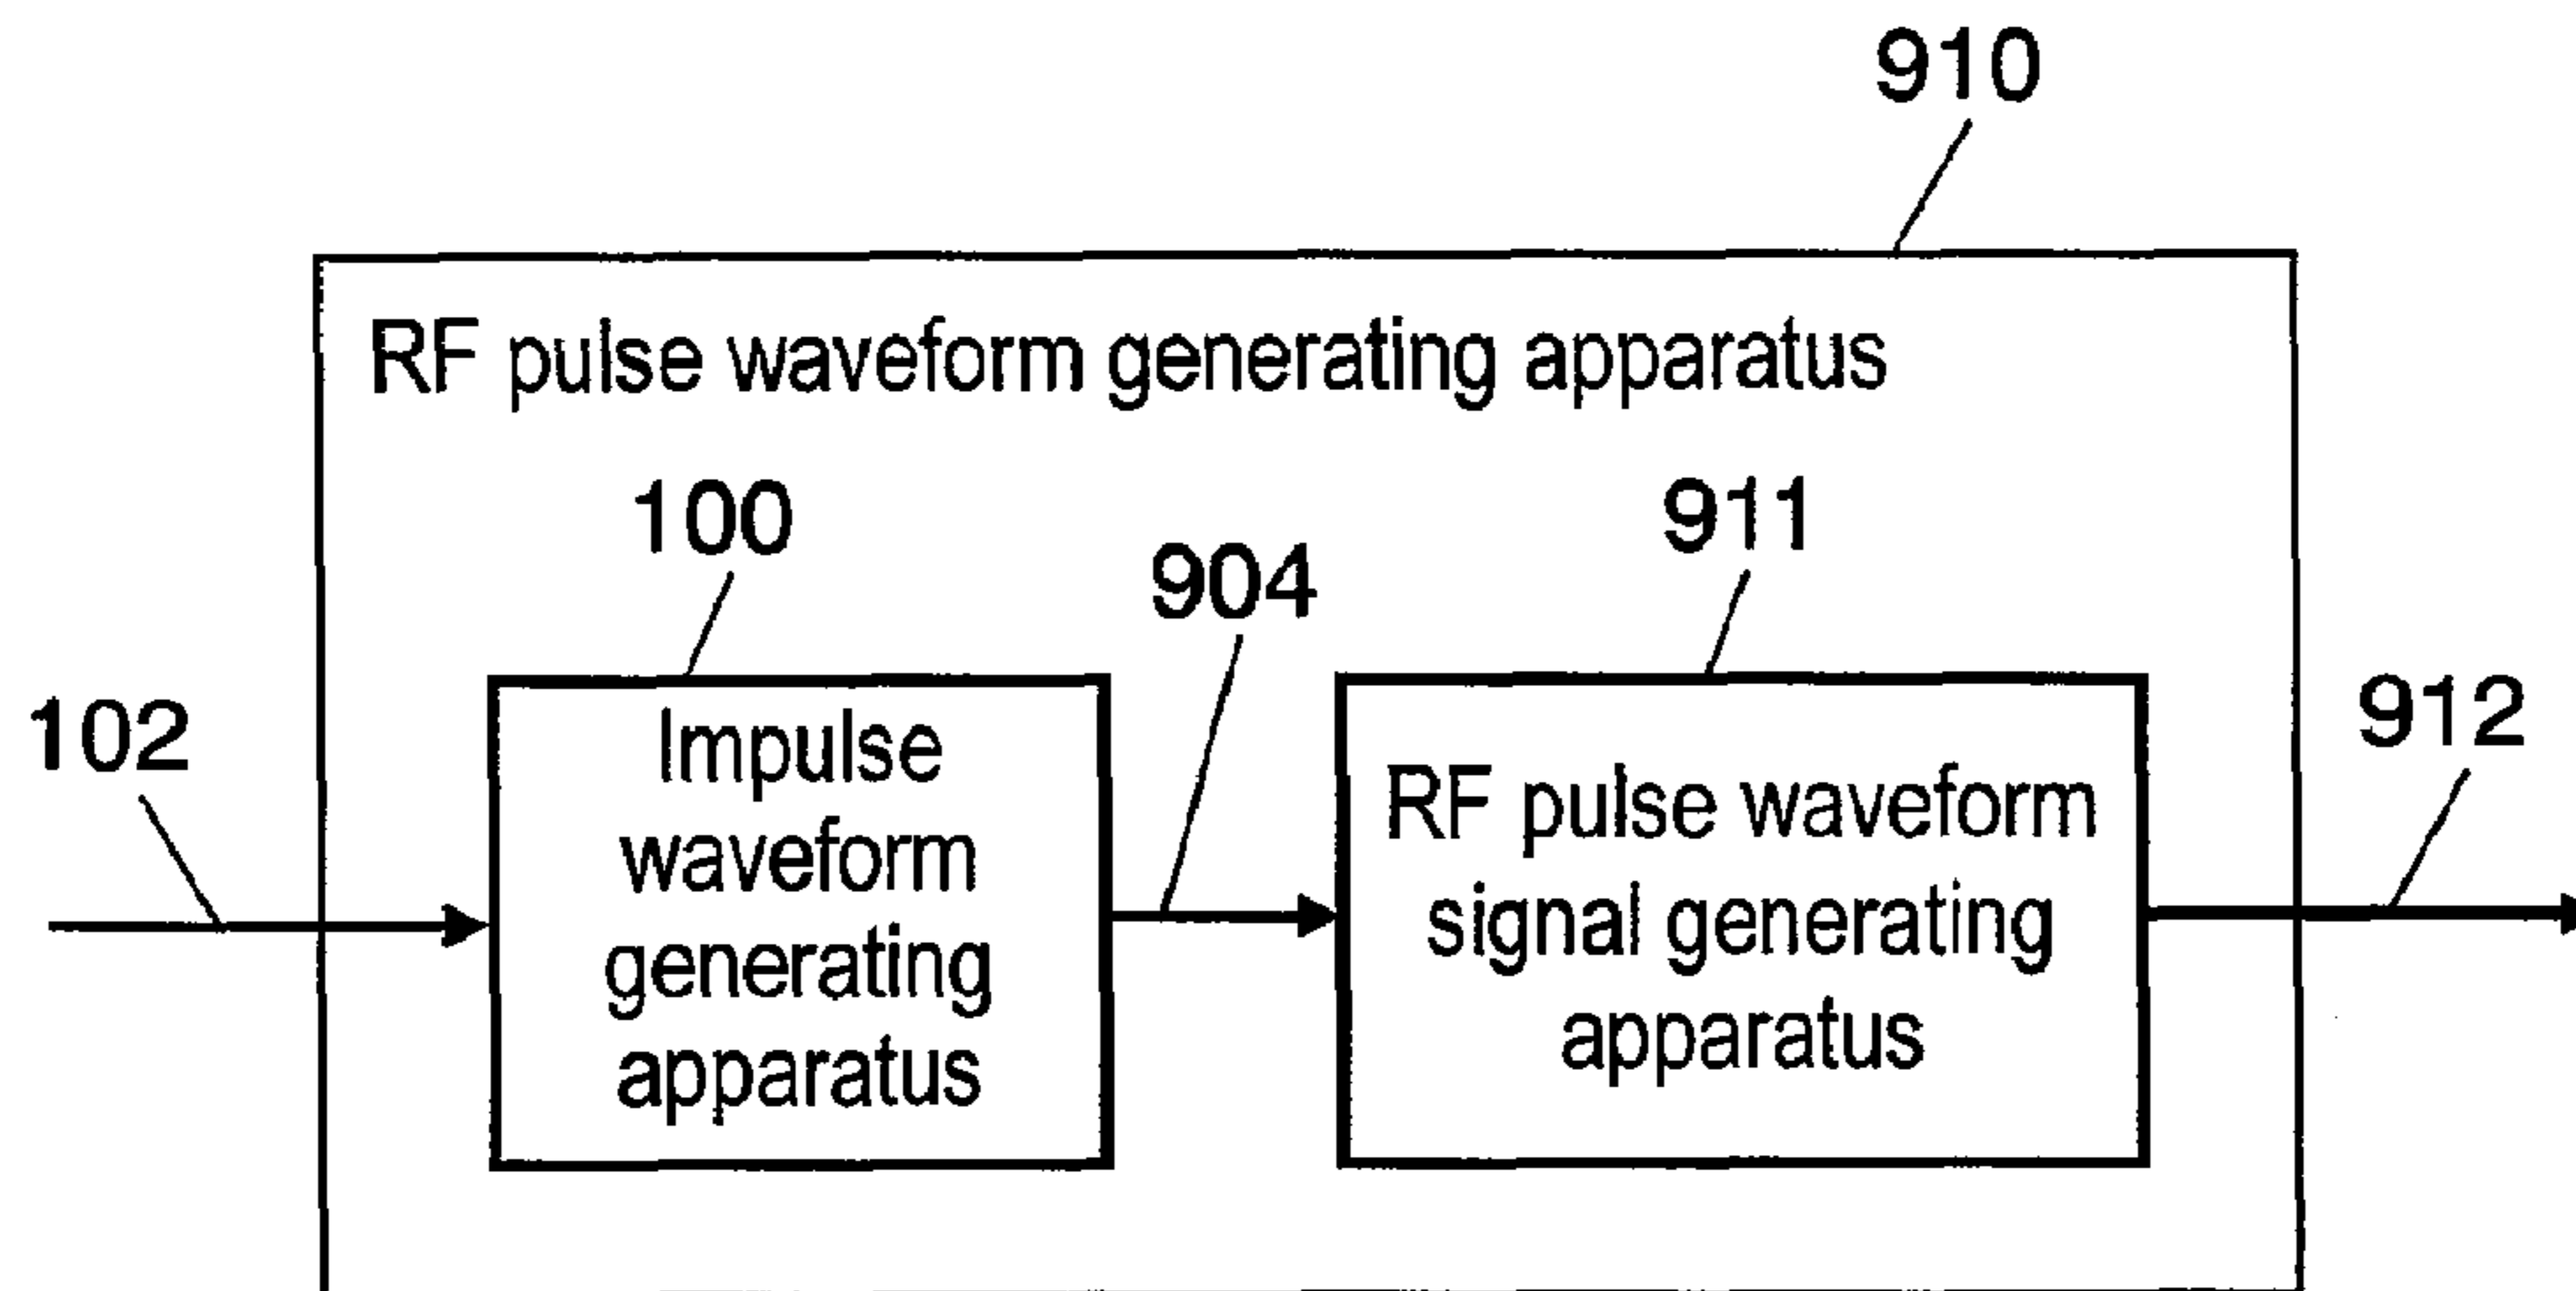 910
RF pulse waveform generating apparatus
100
911
904
102
912
Impulse
waveform
generating
apparatus
RF pulse waveform
signal generating
apparatus